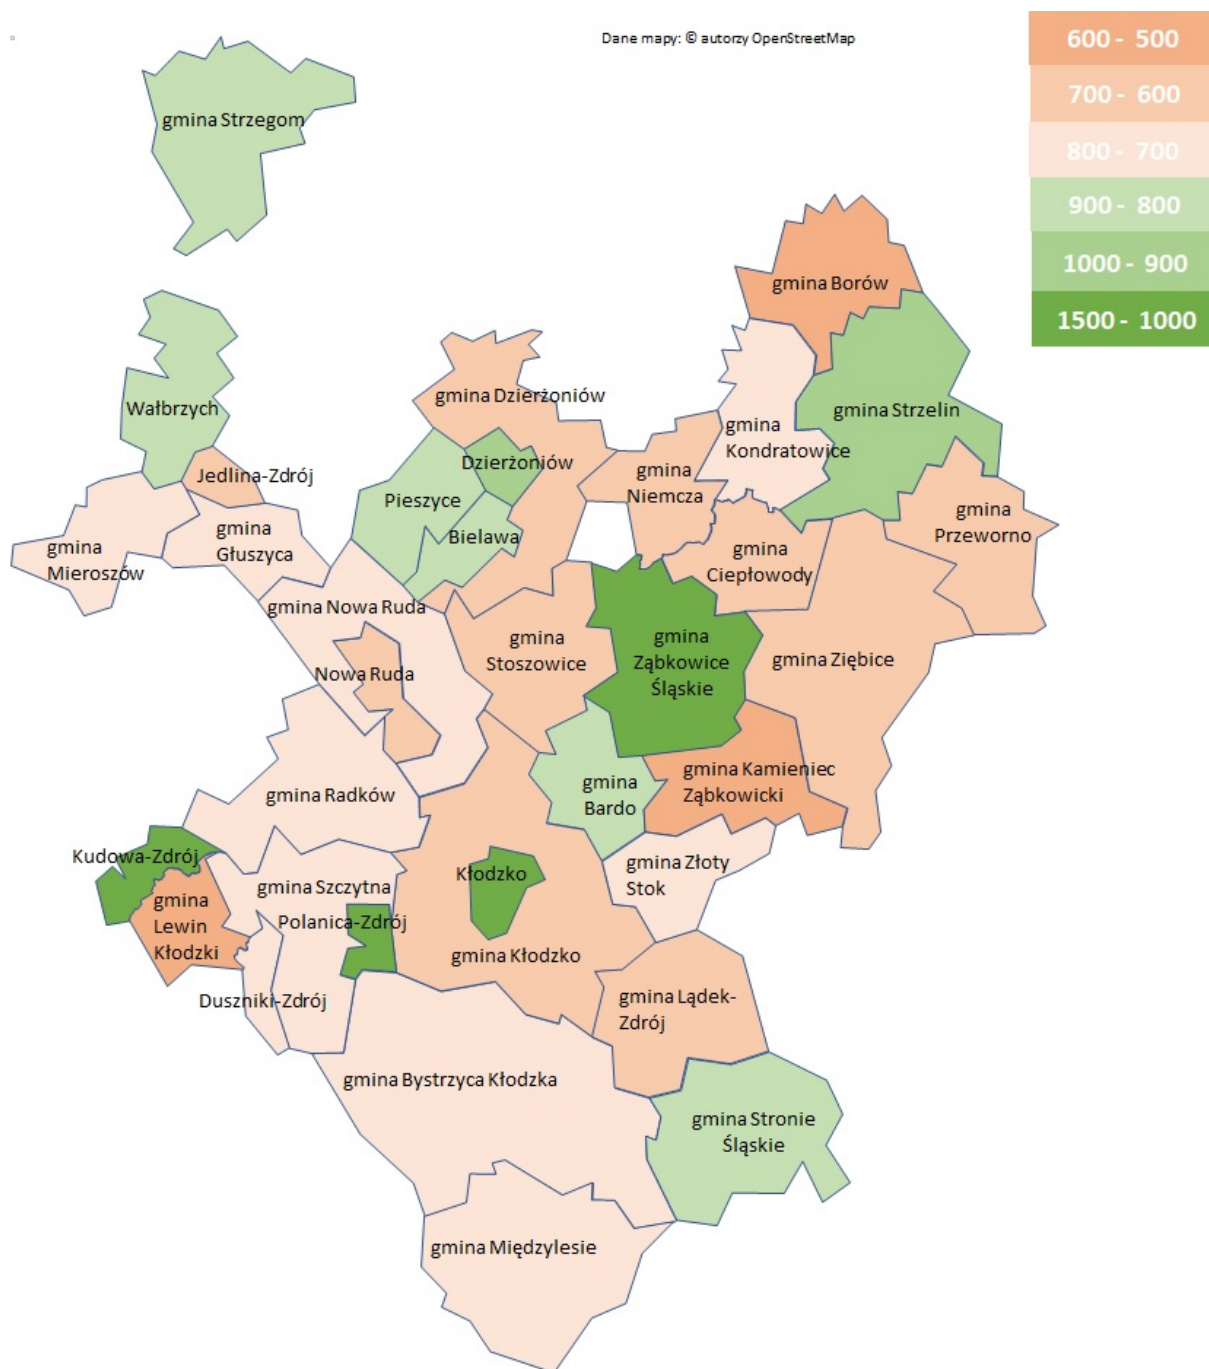 Dane mapy: © autorzy OpenStreetMap
600 - 500
700 - 600
800 - 700
900 - 800
1000 - 900
1500 - 1000
gmina Strzegom
gmina Borów
Wałbrzych
gmina Dzierżoniów
gmina Strzelin
gmina
Kondratowice
Jedlina-Zdrój
Dzierżoniów
Pieszyce
gmina
Niemcza
gmina
Przeworno
gmina
Mieroszów
gmina
Głuszyca
Bielawa
gmina
Ciepłowody
gmina Nowa Ruda
gmina
Stoszowice
gmina
Ząbkowice
Śląskie
gmina Ziębice
Nowa Ruda
gmina Radków
gmina
Bardo
gmina Kamieniec
Ząbkowicki
Kudowa-Zdrój
gmina Szczytna
Kłodzko
gmina Złoty
Stok
gmina
Lewin
Kłodzki
Polanica-Zdrój
gmina Kłodzko
Duszniki-Zdrój
gmina Lądek-
Zdrój
gmina Bystrzyca Kłodzka
gmina Stronie
Śląskie
gmina Międzylesie